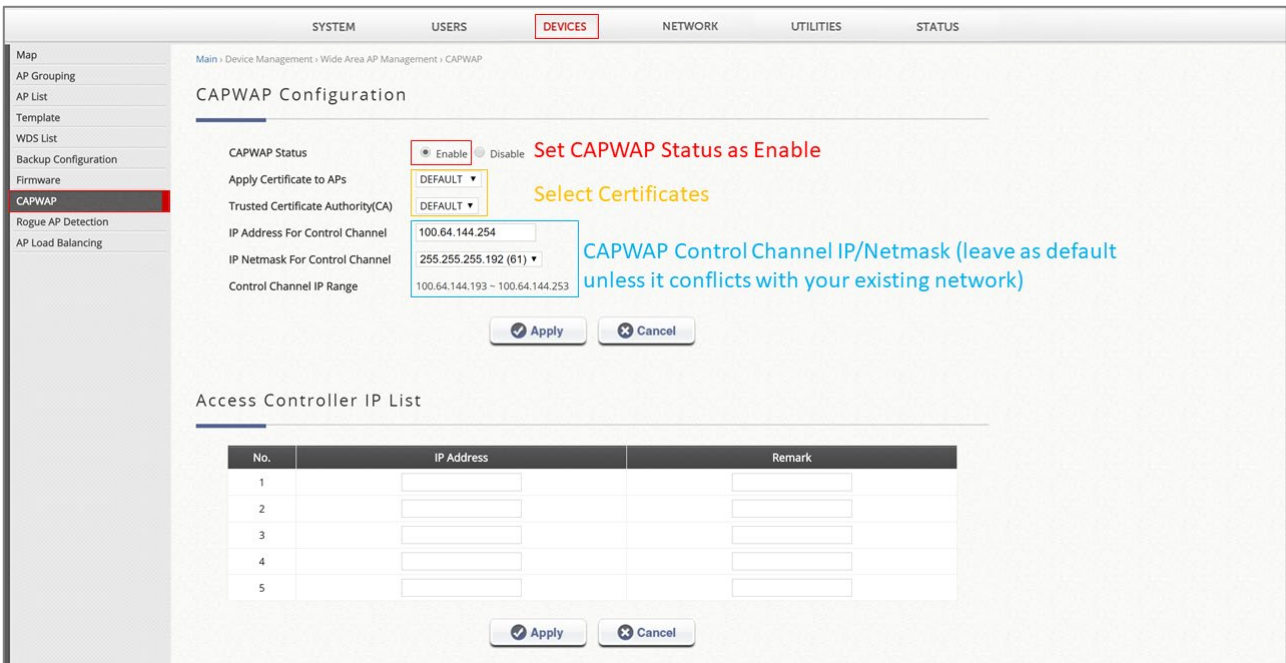 SYSTEM USERS DEVICES NETWORK UTILITIES STATUS
Map
AP Grouping
AP List
Template
WDS List
Backup Configuration
Firmware
CAPWAP
Rogue AP Detection
AP Load Balancing
Main › Device Management › Wide Area AP Management › CAPWAP
CAPWAP Configuration
CAPWAP Status Enable Disable Set CAPWAP Status as Enable
Apply Certificate to APs DEFAULT
Select Certificates
Trusted Certificate Authority(CA) DEFAULT
IP Address For Control Channel 100.64.144.254
IP Netmask For Control Channel 255.255.255.192 (61)
Control Channel IP Range 100.64.144.193 ~ 100.64.144.253
CAPWAP Control Channel IP/Netmask (leave as default
unless it conflicts with your existing network)
Apply Cancel
Access Controller IP List
No. IP Address Remark
1
2
3
4
5
Apply Cancel